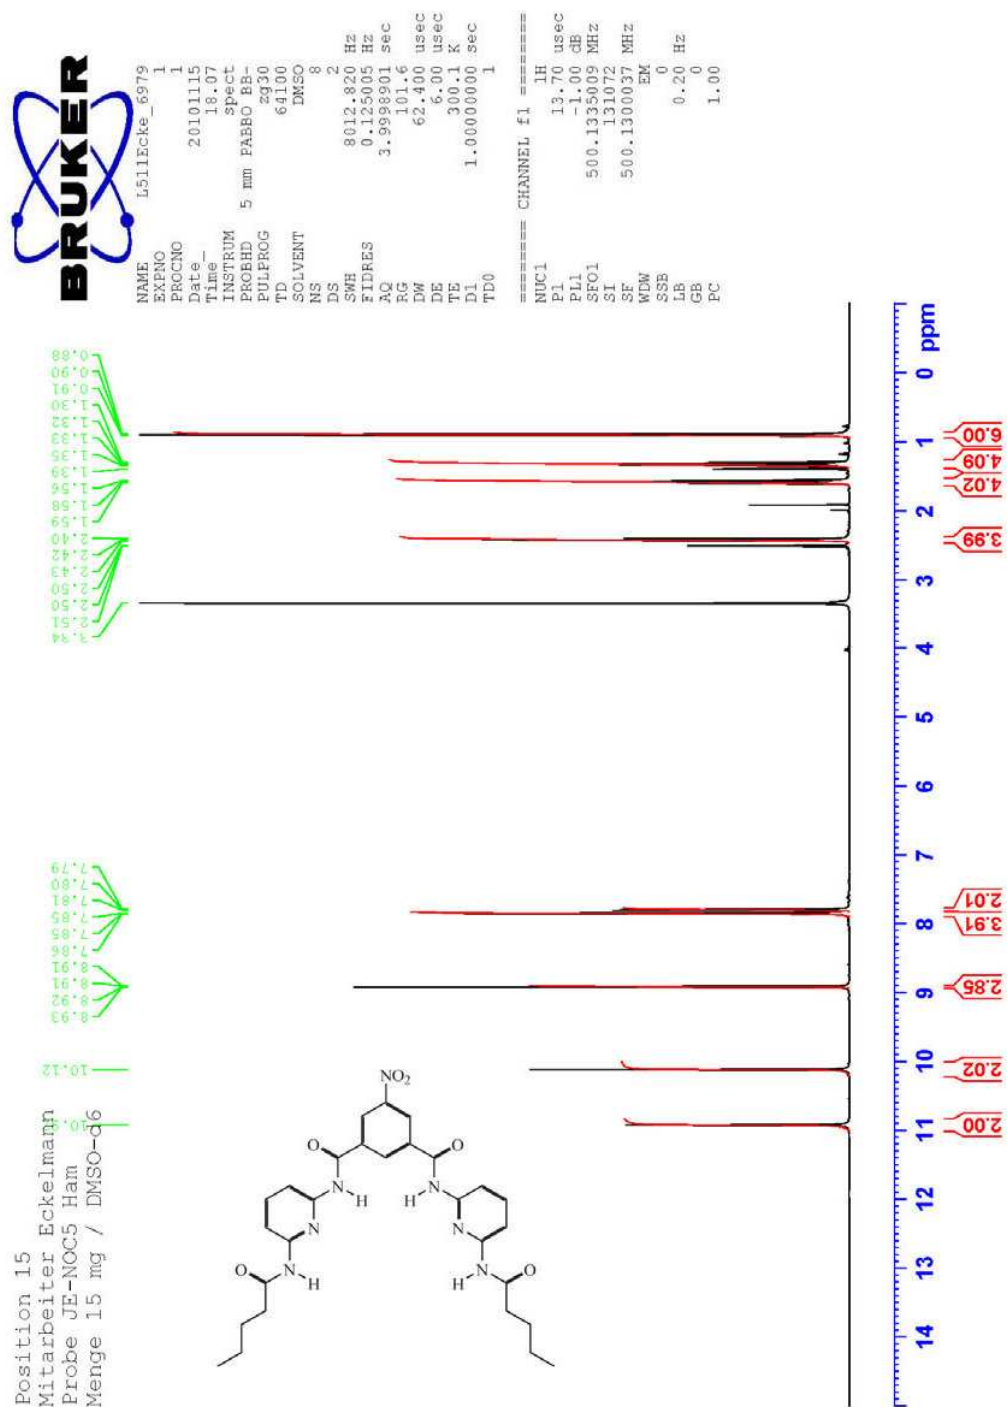 Position 15
Mitarbeiter Eckelmann
Probe JE-NOC5 Ham
Menge 15 mg / DMSO-d6
10.9
10.12
8.93
8.92
8.91
8.91
7.86
7.85
7.85
7.81
7.80
7.79
3.34
2.51
2.50
2.50
2.43
2.42
2.40
1.59
1.58
1.56
1.39
1.35
1.33
1.32
1.30
0.91
0.90
0.88
BRUKER
NAME L511Ecke_6979
EXPNO 1
PROCNO 1
Date_ 20101115
Time_ 18.07
INSTRUM spect
PROBHD 5 mm PABBO BB-
PULPROG zg30
TD 64100
SOLVENT DMSO
NS 8
DS 2
SWH 8012.820 Hz
FIDRES 0.125005 Hz
AQ 3.9998901 sec
RG 101.6
DW 62.400 usec
DE 6.00 usec
TE 300.1 K
D1 1.00000000 sec
TD0 1
======== CHANNEL f1 ========
NUC1 1H
P1 13.70 usec
PL1 -1.00 dB
SFO1 500.1335009 MHz
SI 131072
SF 500.1300037 MHz
WDW EM
SSB 0
LB 0.20 Hz
GB 0
PC 1.00
NO2
O
O
N
H
H
N
N
N
O
N
H
H
N
O
14 13 12 11 10 9 8 7 6 5 4 3 2 1 0 ppm
2.00
2.02
2.85
3.91
2.01
3.99
4.02
4.09
6.00